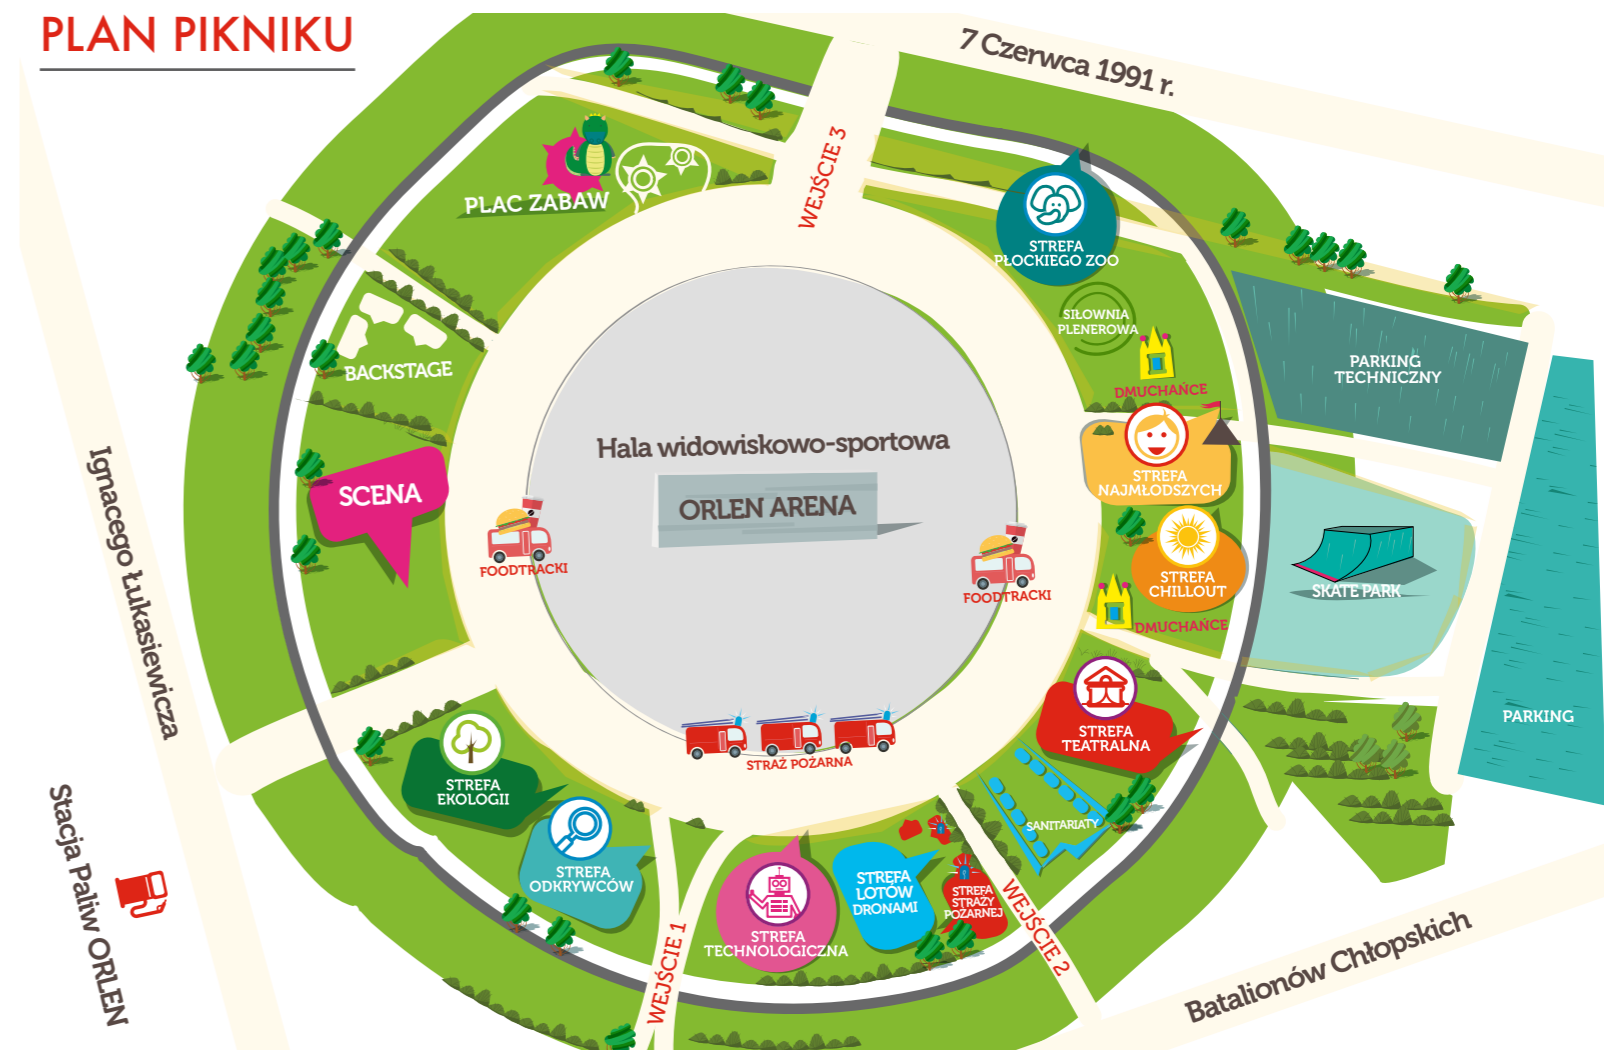 PLAN PIKNIKU
7 Czerwca 1991 r.
WEJŚCIE 3
PLAC ZABAW
STREFA
PŁOCKIEGO ZOO
SIŁOWNIA
PLENEROWA
DMUCHAŃCE
PARKING
TECHNICZNY
BACKSTAGE
Hala widowiskowo-sportowa
ORLEN ARENA
STREFA
NAJMŁODSZYCH
SCENA
FOODTRACKI
FOODTRACKI
STREFA
CHILLOUT
DMUCHAŃCE
SKATE PARK
Ignacego Łukasiewicza
PARKING
STREFA
TEATRALNA
STRAŻ POŻARNA
STREFA
EKOLOGII
SANITARIATY
STREFA
ODKRYWCÓW
STREFA
LOTÓW
DRONAMI
STREFA
STRAŻY
POŻARNEJ
STREFA
TECHNOLOGICZNA
WEJŚCIE 1
WEJŚCIE 2
Stacja Paliw ORLEN
Batalionów Chłopskich